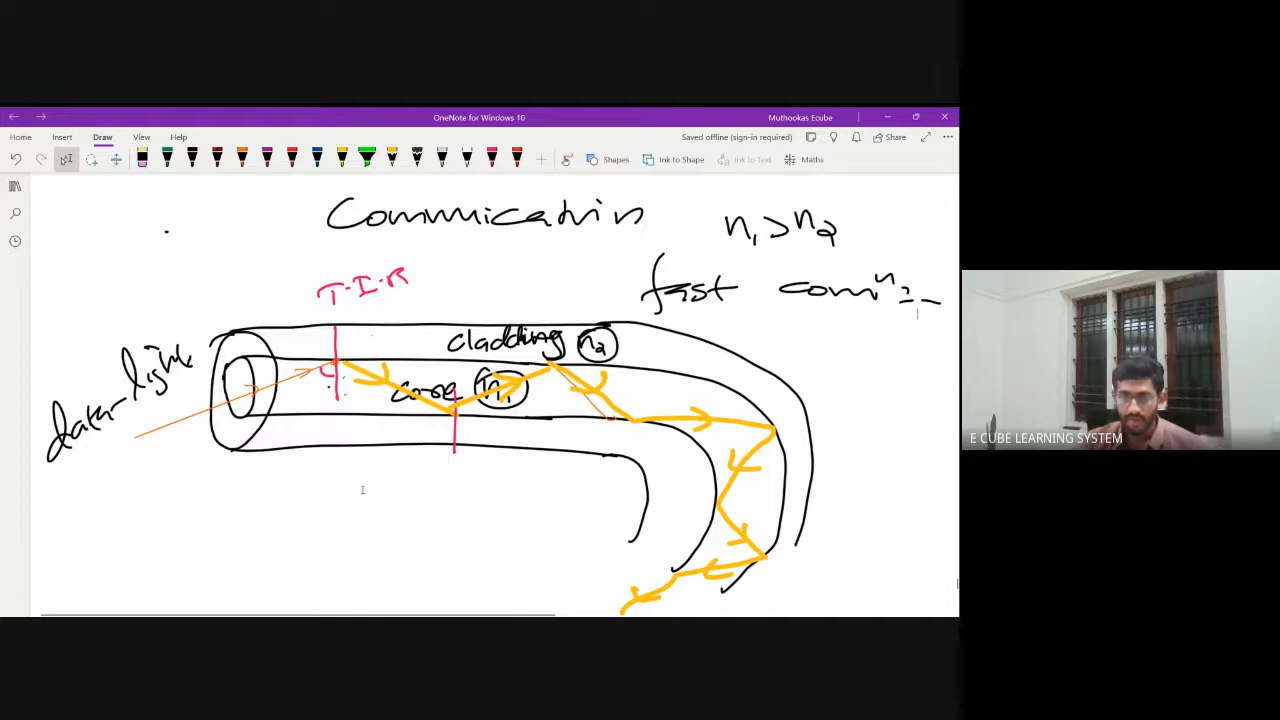 OneNote for Windows 10
Muthookas Ecube
Home Insert Draw View Help
Saved offline (sign-in required)
Share
Shapes
Ink to Shape
Ink to Text
Maths
Communication
n₁>n₂
T.I.R
fast comⁿ:-
cladding n₂
data-light
core n₁
E CUBE LEARNING SYSTEM